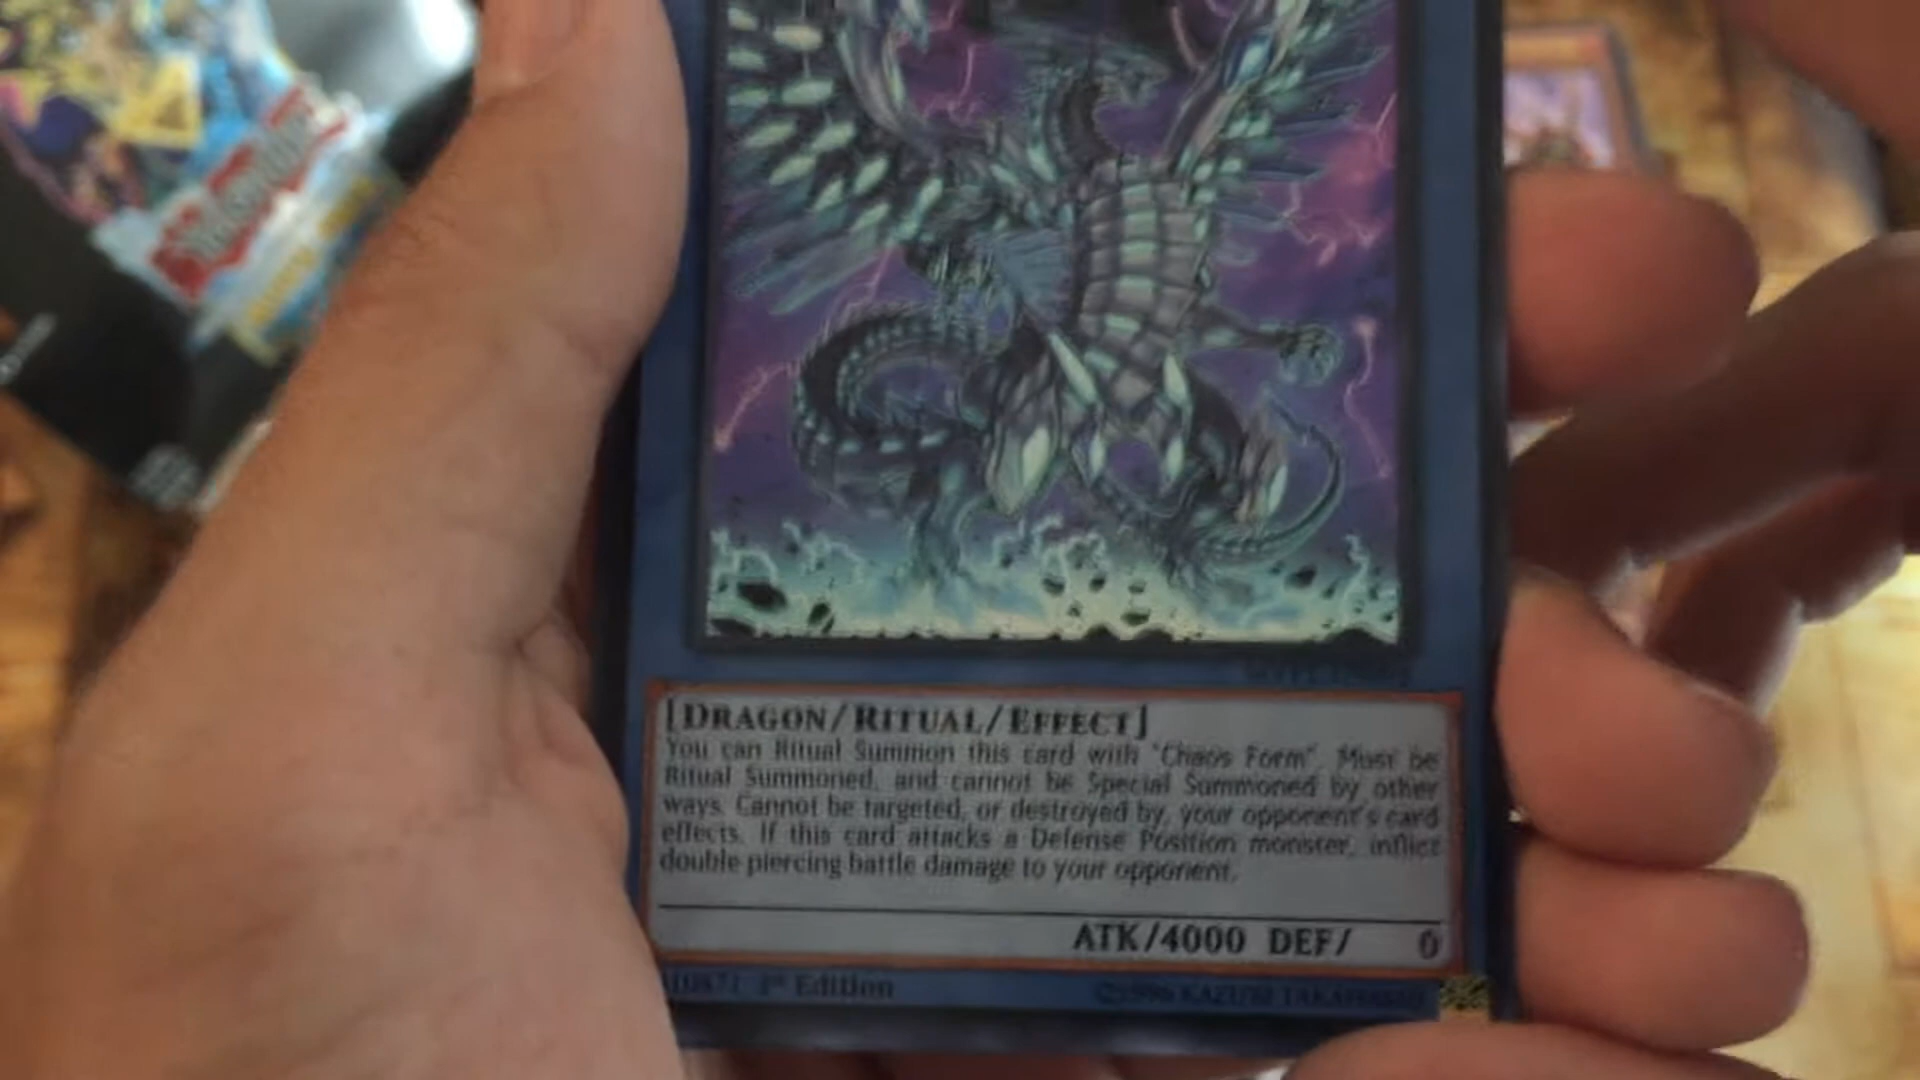 [DRAGON/RITUAL/EFFECT]
You can Ritual Summon this card with "Chaos Form". Must be
Ritual Summoned, and cannot be Special Summoned by other
ways. Cannot be targeted, or destroyed by, your opponent's card
effects. If this card attacks a Defense Position monster, inflict
double piercing battle damage to your opponent.
ATK/4000 DEF/ 0
1st Edition
©1996 KAZUKI TAKAHASHI